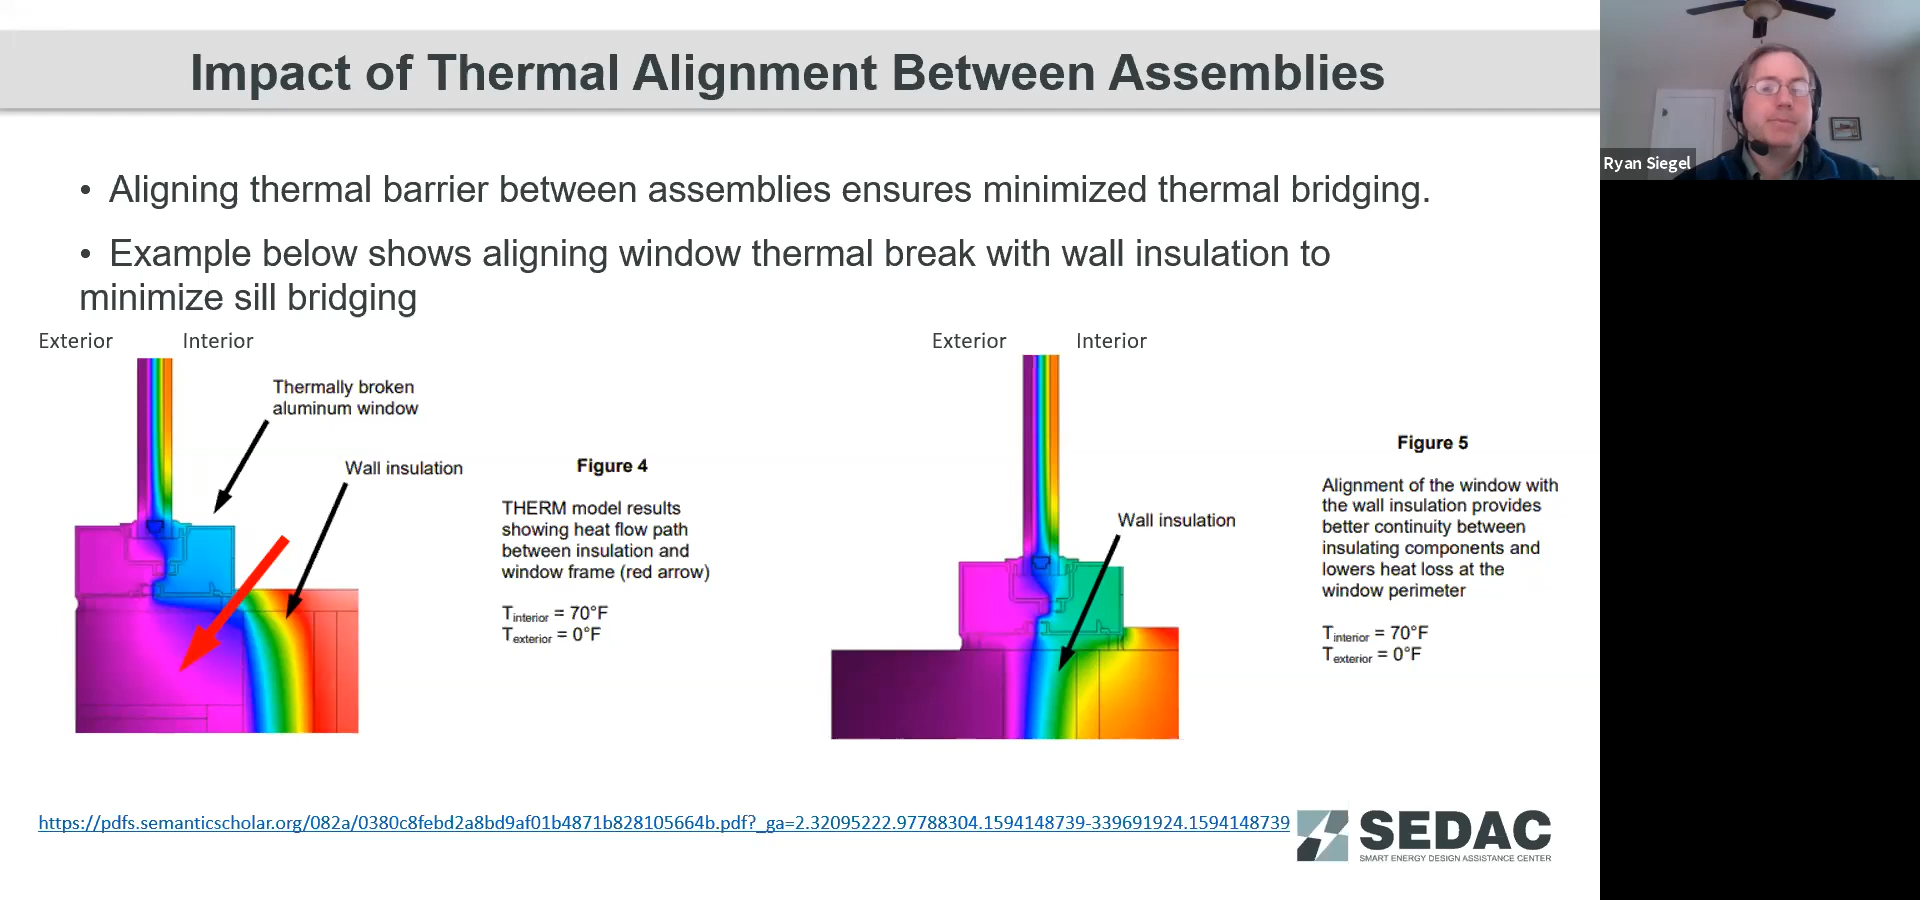 Impact of Thermal Alignment Between Assemblies
Ryan Siegel
• Aligning thermal barrier between assemblies ensures minimized thermal bridging.
• Example below shows aligning window thermal break with wall insulation to
minimize sill bridging
Exterior
Interior
Thermally broken
aluminum window
Wall insulation
Figure 4
THERM model results
showing heat flow path
between insulation and
window frame (red arrow)
Tinterior = 70°F
Texterior = 0°F
Exterior
Interior
Wall insulation
Figure 5
Alignment of the window with
the wall insulation provides
better continuity between
insulating components and
lowers heat loss at the
window perimeter
Tinterior = 70°F
Texterior = 0°F
https://pdfs.semanticscholar.org/082a/0380c8febd2a8bd9af01b4871b828105664b.pdf?_ga=2.32095222.97788304.1594148739-339691924.1594148739
SEDAC
SMART ENERGY DESIGN ASSISTANCE CENTER